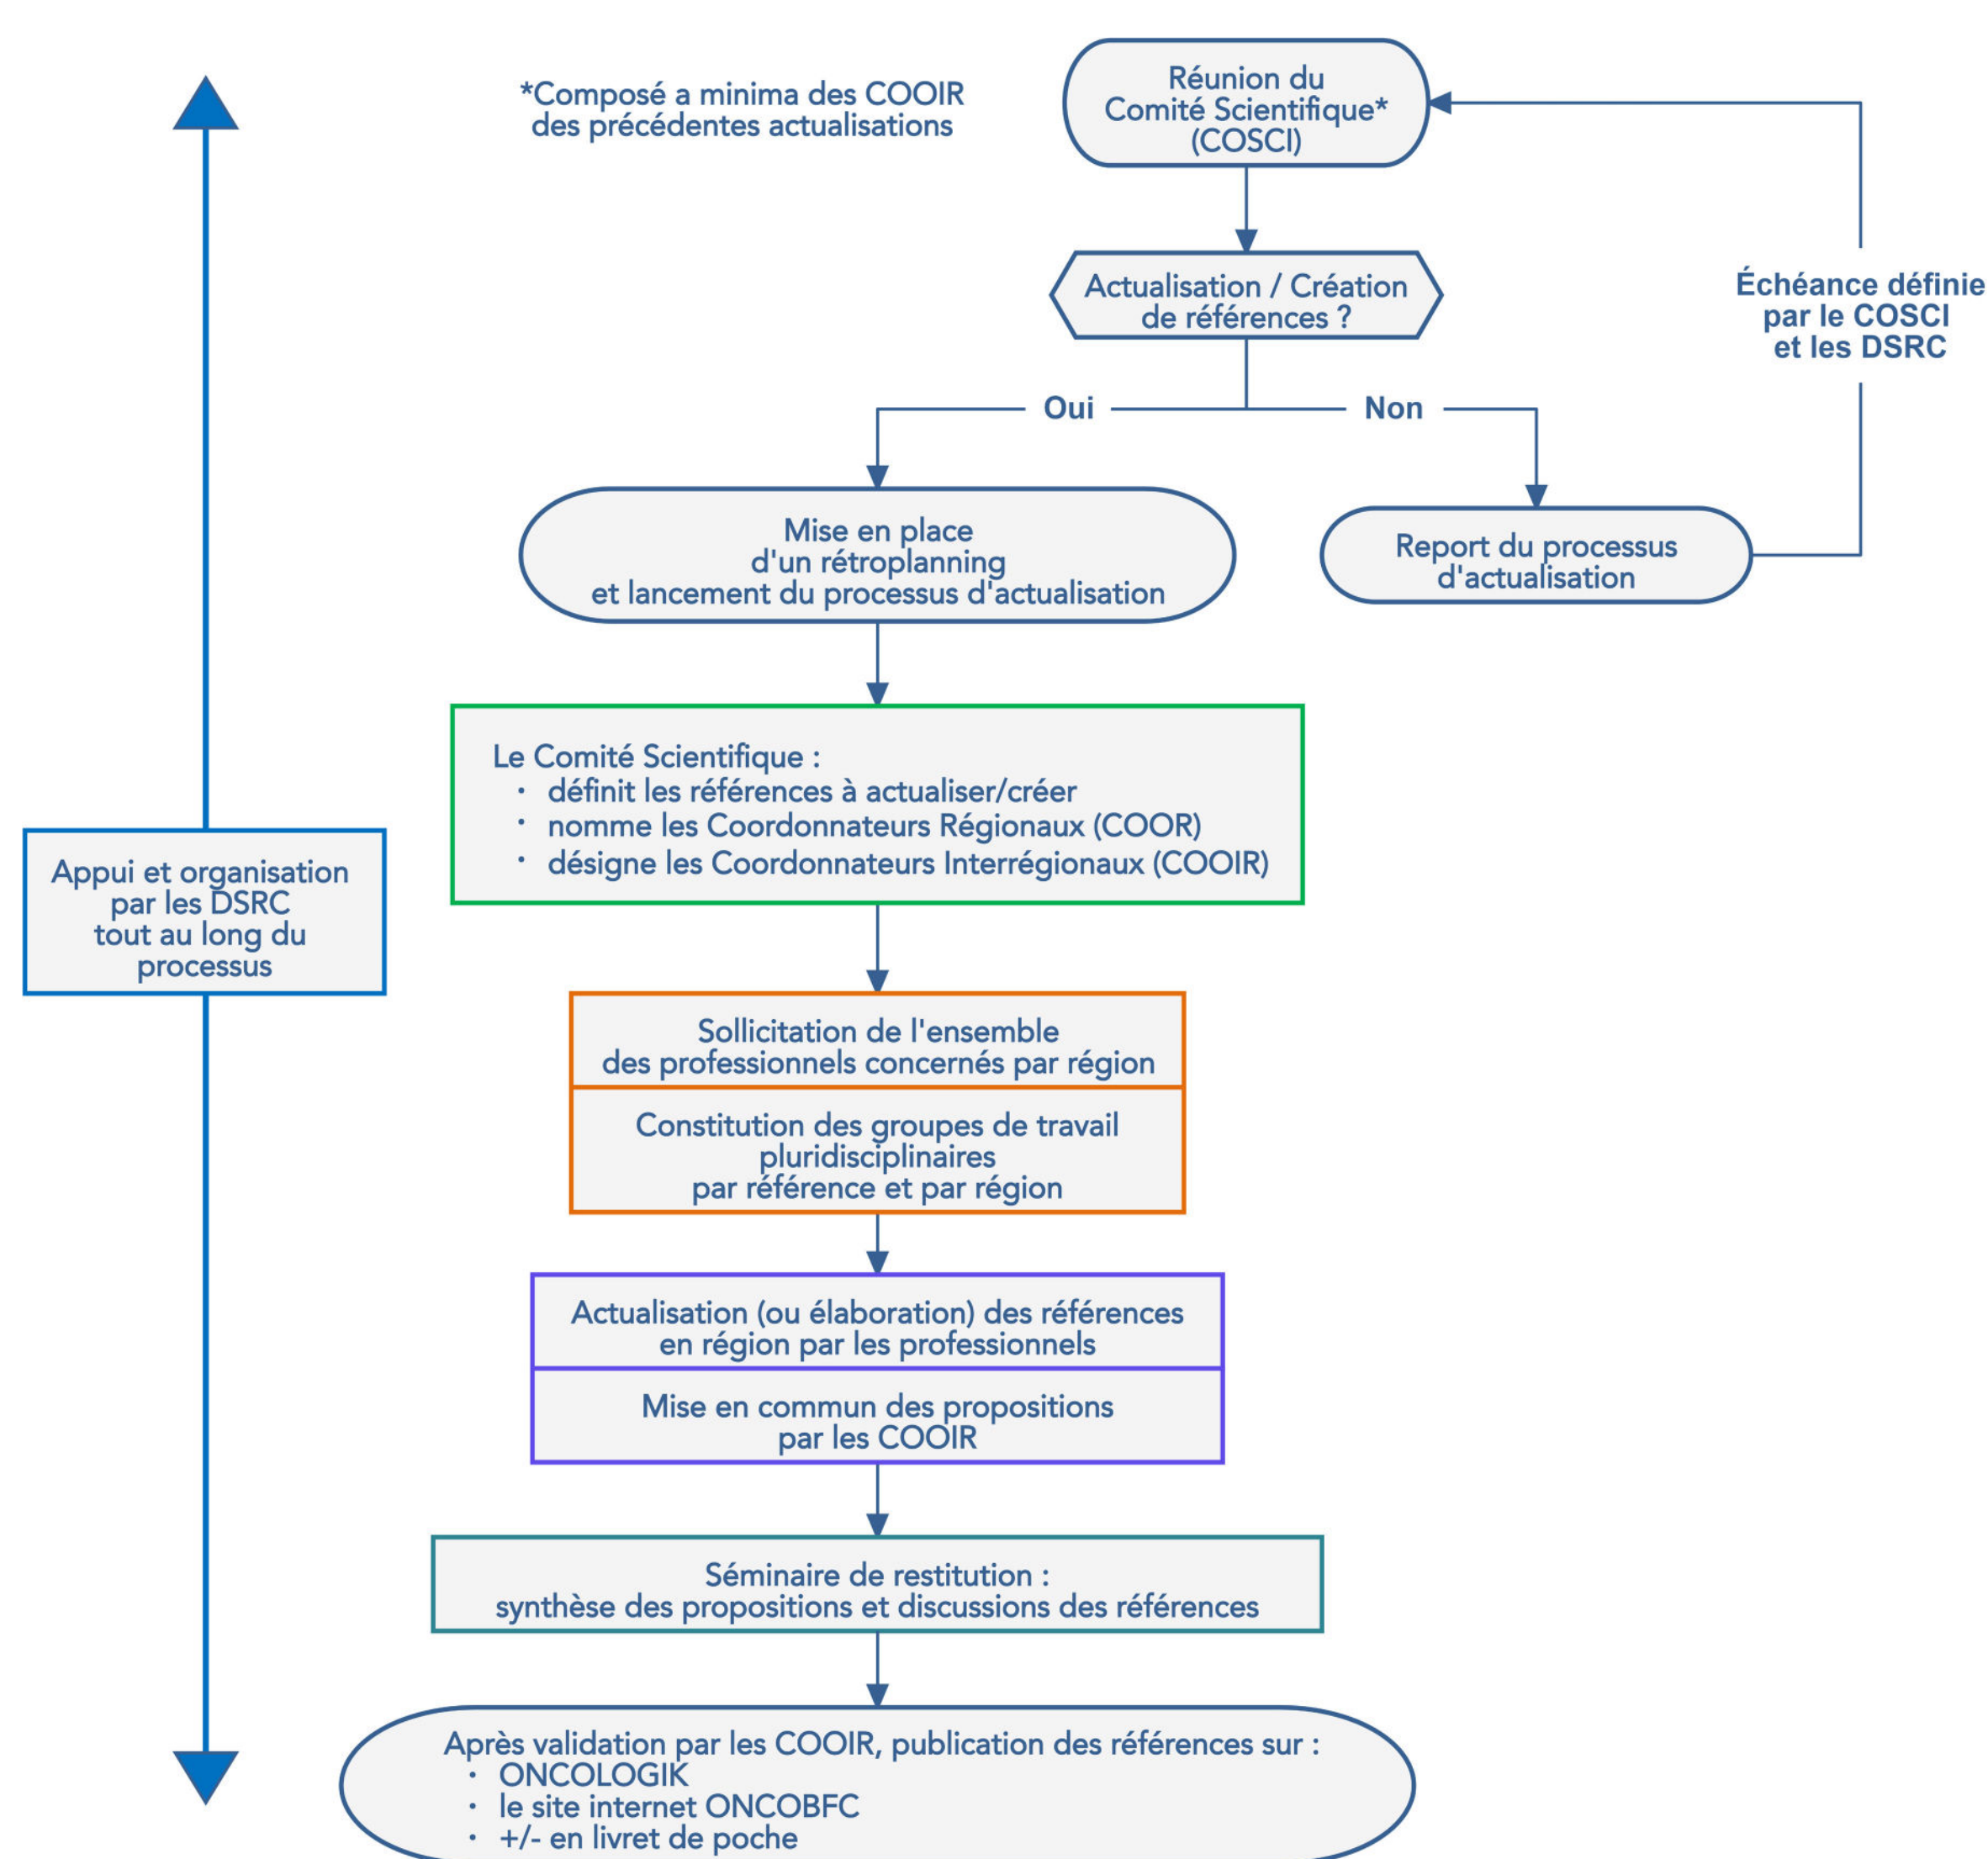 *Composé a minima des COOIR
des précédentes actualisations
Réunion du
Comité Scientifique*
(COSCI)
Actualisation / Création
de références ?
Échéance définie
par le COSCI
et les DSRC
Oui
Non
Mise en place
d'un rétroplanning
et lancement du processus d'actualisation
Report du processus
d'actualisation
Le Comité Scientifique :
· définit les références à actualiser/créer
· nomme les Coordonnateurs Régionaux (COOR)
· désigne les Coordonnateurs Interrégionaux (COOIR)
Appui et organisation
par les DSRC
tout au long du
processus
Sollicitation de l'ensemble
des professionnels concernés par région
Constitution des groupes de travail
pluridisciplinaires
par référence et par région
Actualisation (ou élaboration) des références
en région par les professionnels
Mise en commun des propositions
par les COOIR
Séminaire de restitution :
synthèse des propositions et discussions des références
Après validation par les COOIR, publication des références sur :
· ONCOLOGIK
· le site internet ONCOBFC
· +/- en livret de poche